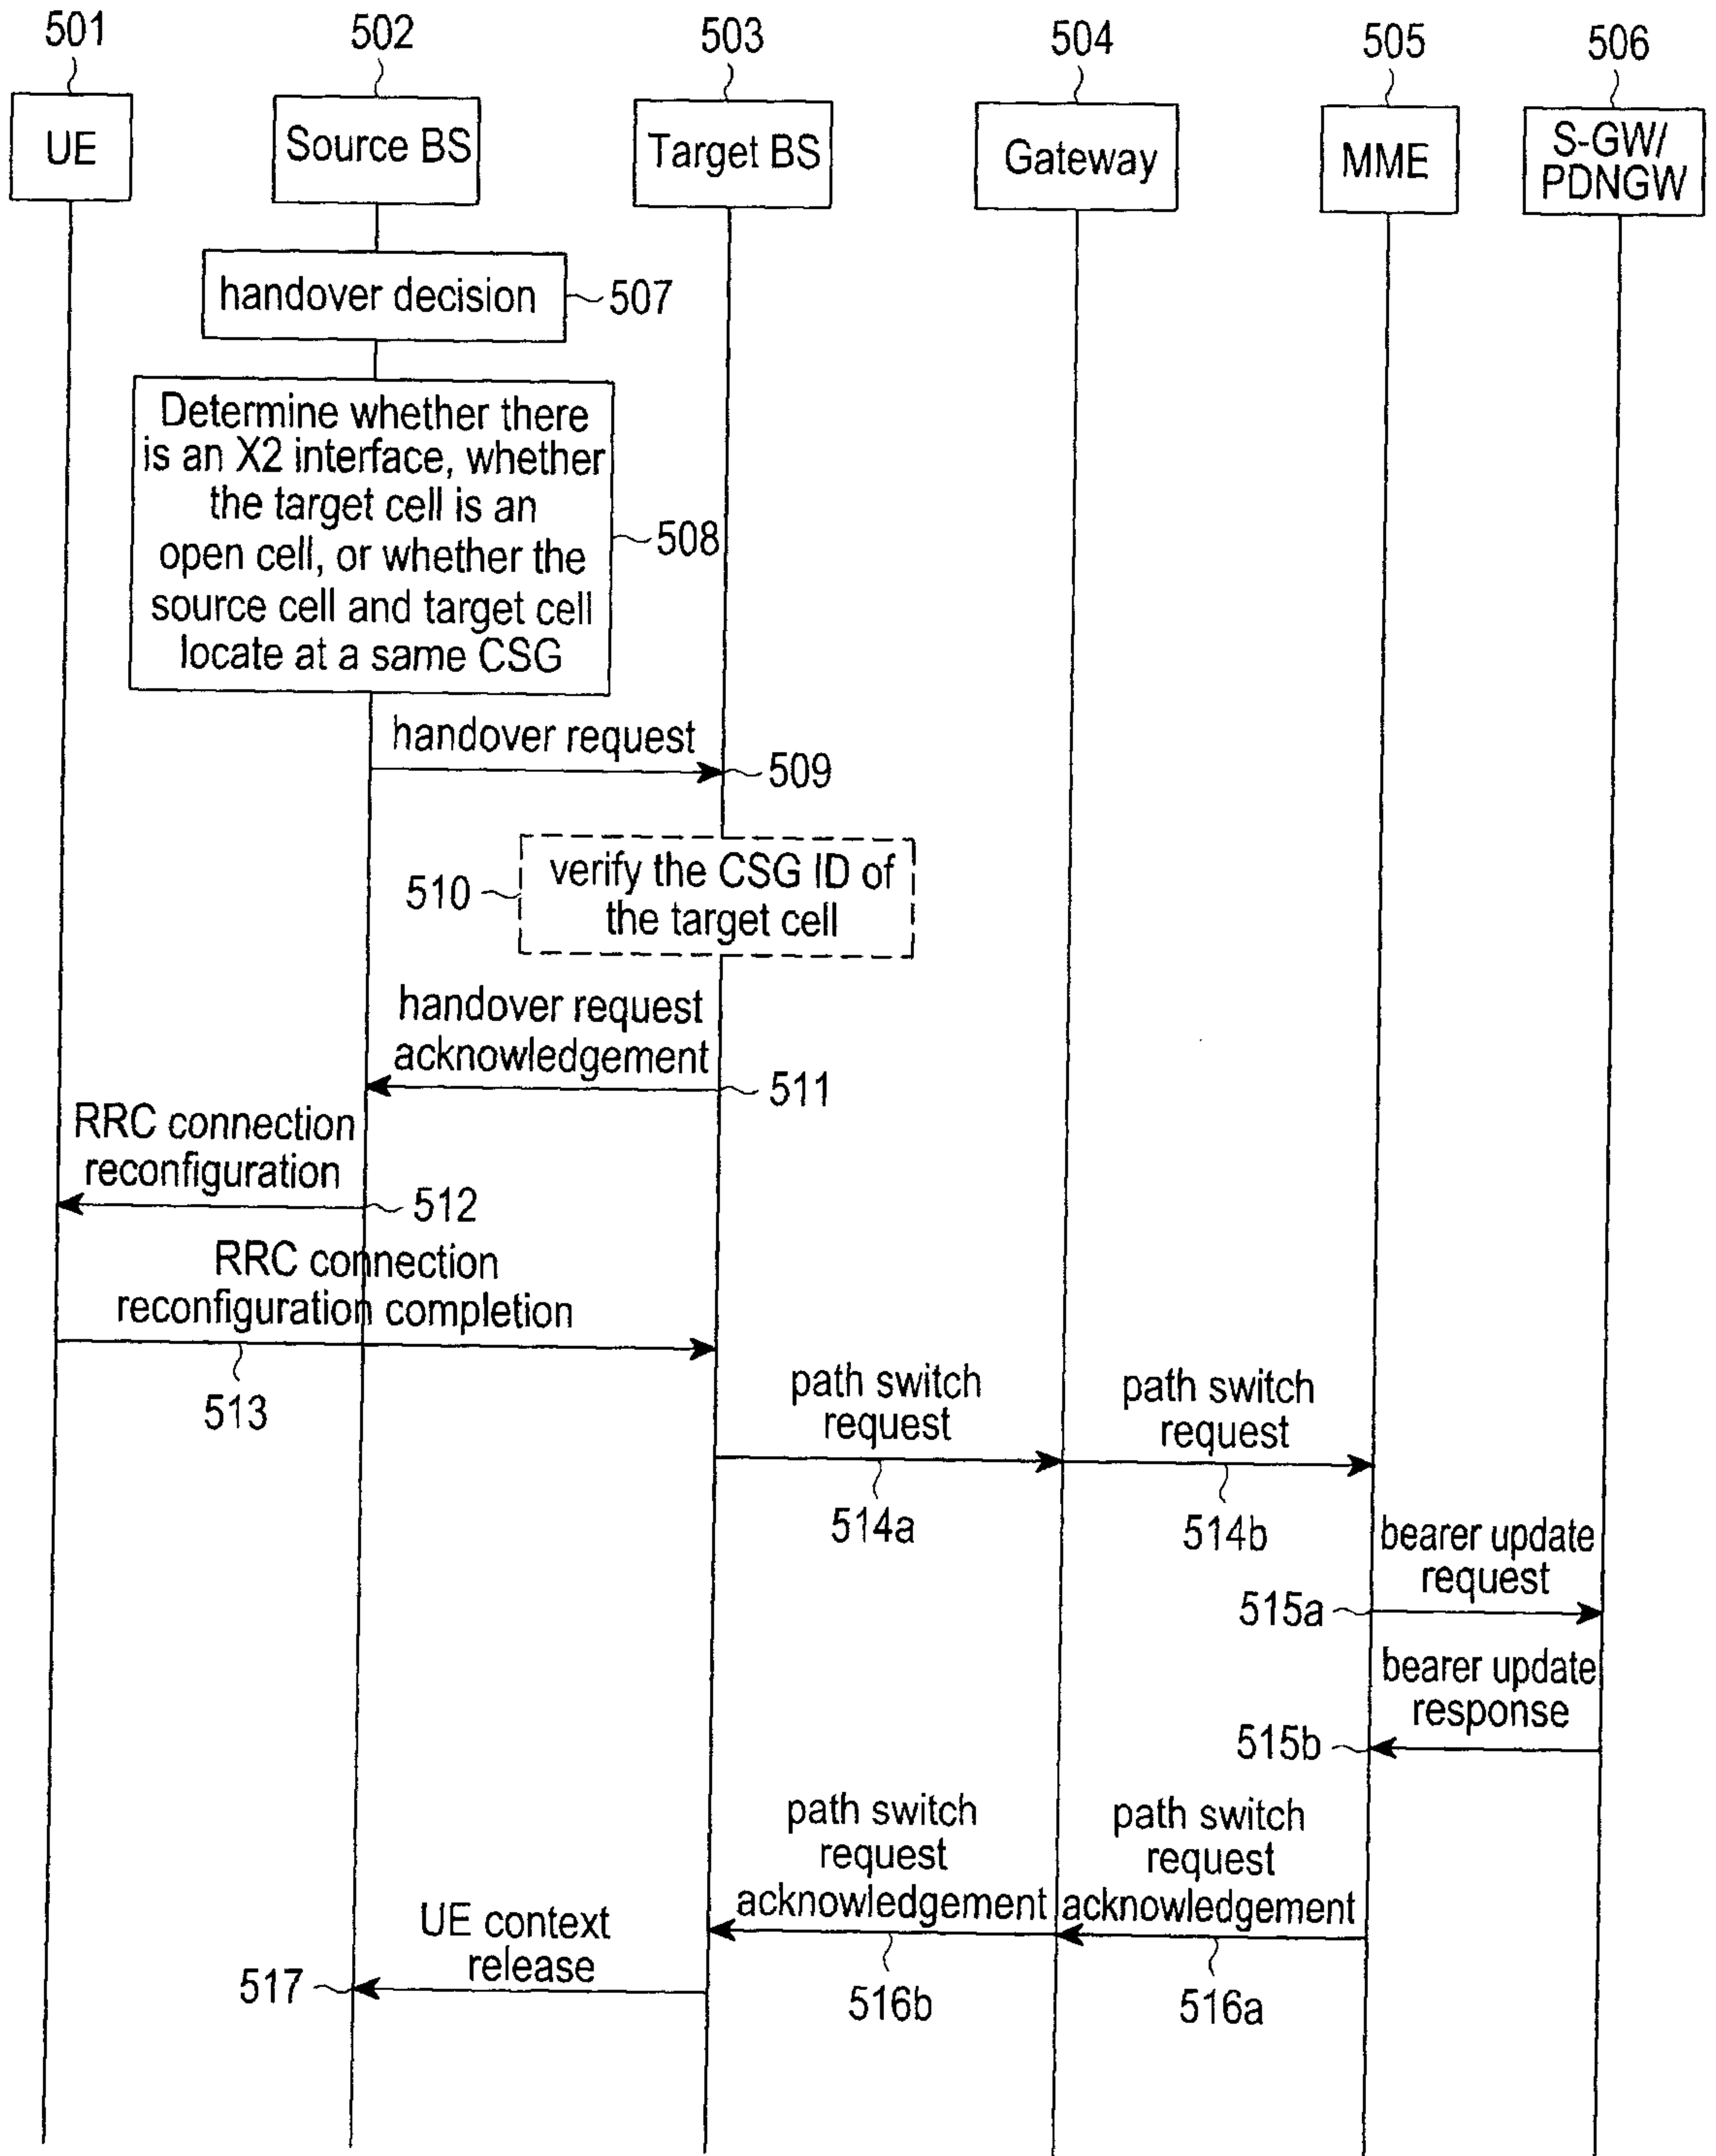 501
502
503
504
505
506
UE
Source BS
Target BS
Gateway
MME
S-GW/
PDNGW
handover decision
507
Determine whether there
is an X2 interface, whether
the target cell is an
open cell, or whether the
source cell and target cell
locate at a same CSG
508
handover request
509
510
verify the CSG ID of
the target cell
handover request
acknowledgement
511
RRC connection
reconfiguration
512
RRC connection
reconfiguration completion
513
path switch
request
514a
path switch
request
514b
bearer update
request
515a
bearer update
response
515b
path switch
request
acknowledgement
516b
path switch
request
acknowledgement
516a
UE context
release
517